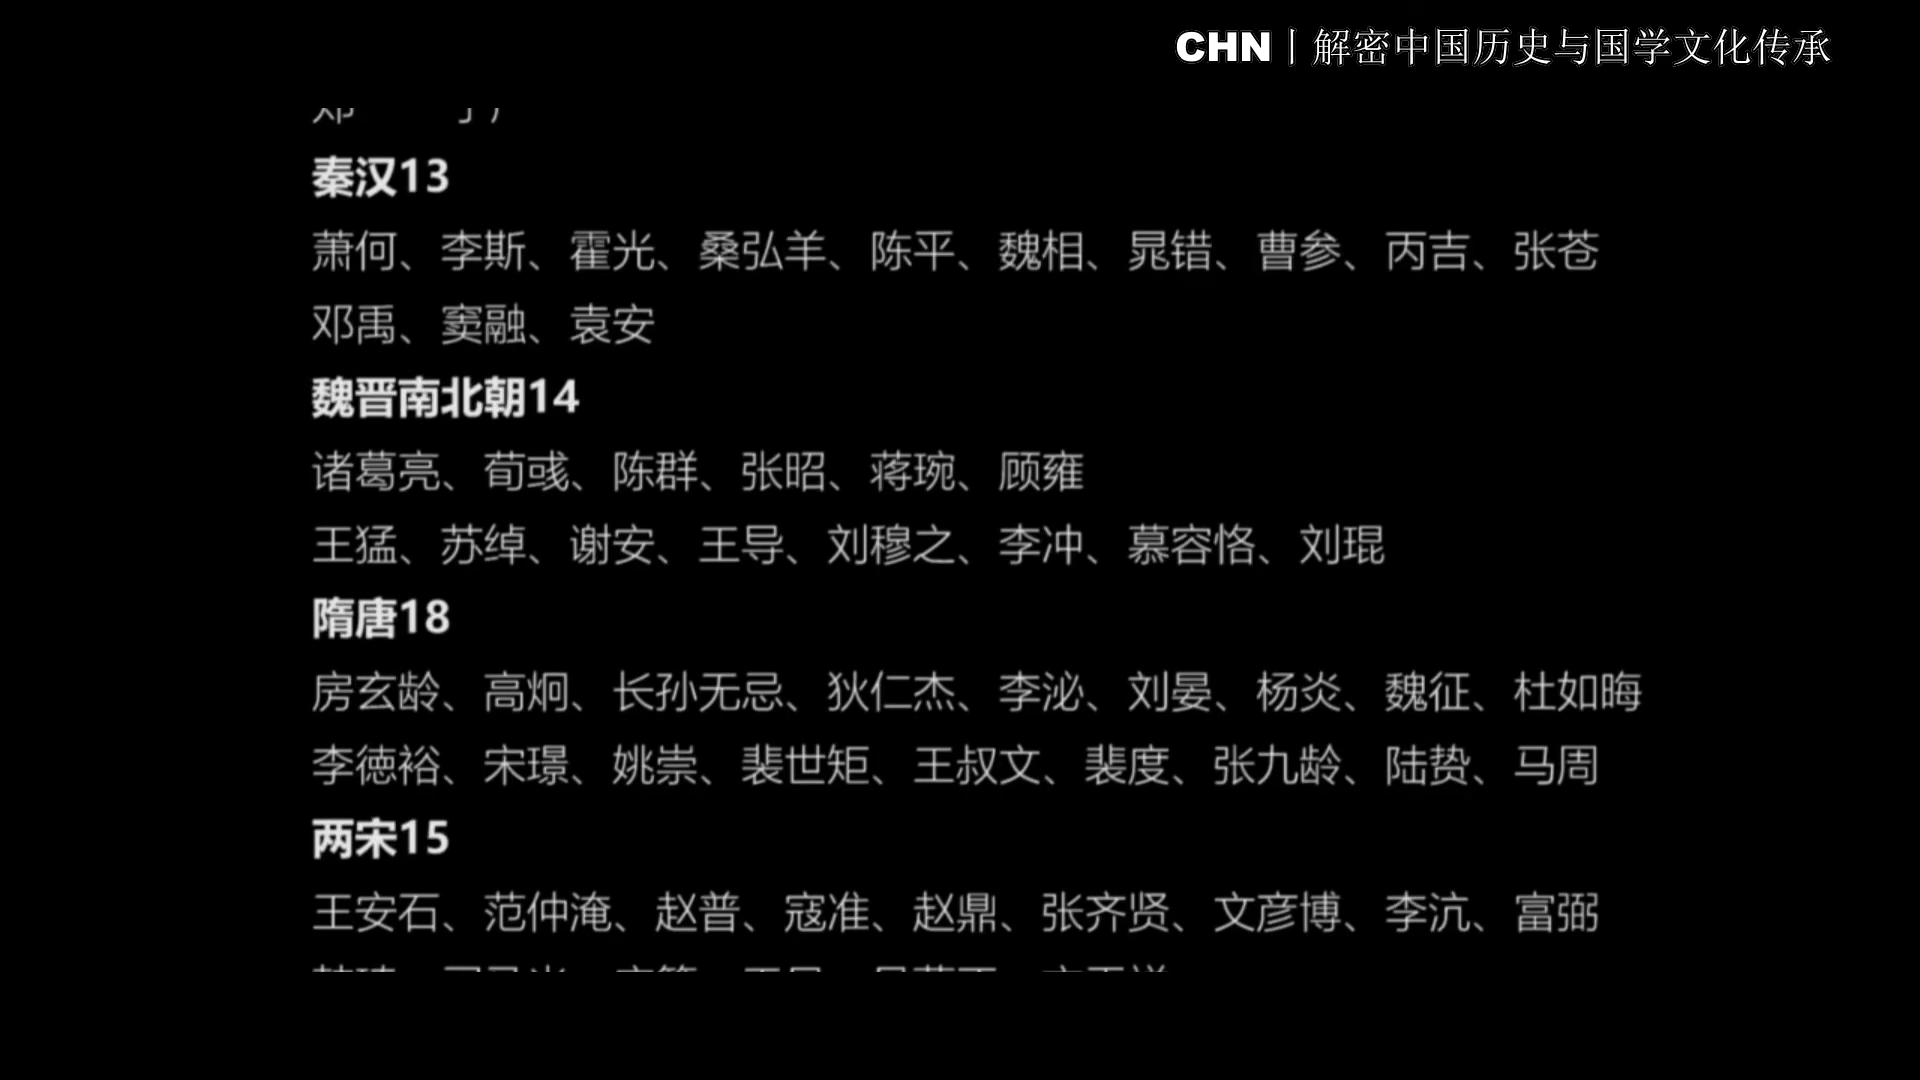 CHN丨解密中国历史与国学文化传承
秦汉13
萧何、李斯、霍光、桑弘羊、陈平、魏相、晁错、曹参、丙吉、张苍
邓禹、窦融、袁安
魏晋南北朝14
诸葛亮、荀彧、陈群、张昭、蒋琬、顾雍
王猛、苏绰、谢安、王导、刘穆之、李冲、慕容恪、刘琨
隋唐18
房玄龄、高炯、长孙无忌、狄仁杰、李泌、刘晏、杨炎、魏征、杜如晦
李德裕、宋璟、姚崇、裴世矩、王叔文、裴度、张九龄、陆贽、马周
两宋15
王安石、范仲淹、赵普、寇准、赵鼎、张齐贤、文彦博、李沆、富弼